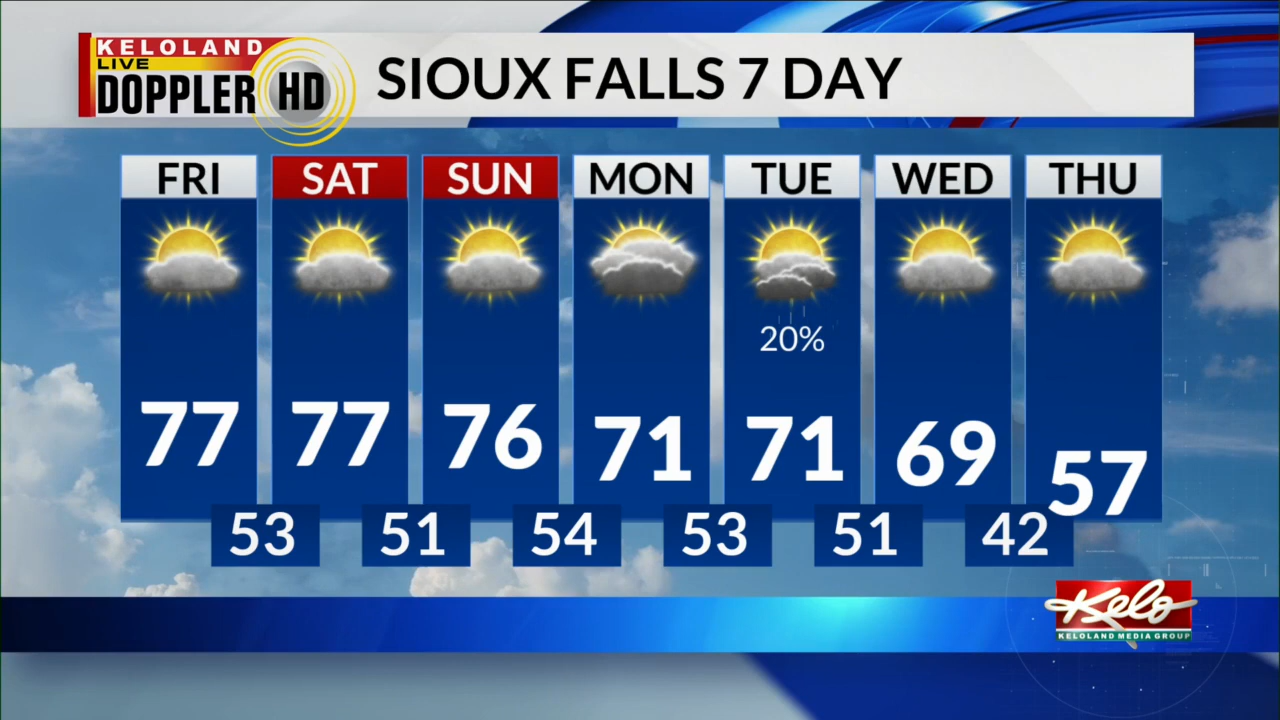 KELOLAND
LIVE
DOPPLER HD
SIOUX FALLS 7 DAY
FRI SAT SUN MON TUE WED THU
20%
77 77 76 71 71 69 57
53 51 54 53 51 42
Kelo
KELOLAND MEDIA GROUP